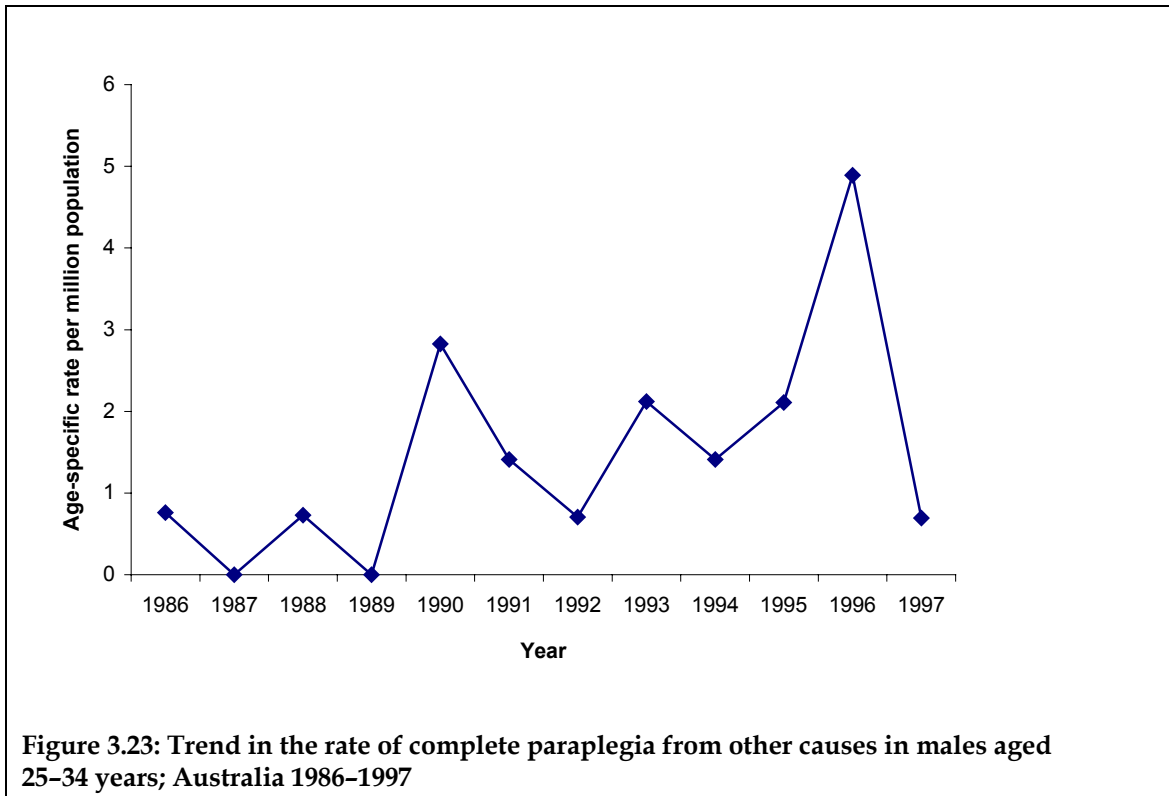 6
5
4
3
2
1
0
Age-specific rate per million population
1986 1987 1988 1989 1990 1991 1992 1993 1994 1995 1996 1997
Year
Figure 3.23: Trend in the rate of complete paraplegia from other causes in males aged
25–34 years; Australia 1986–1997